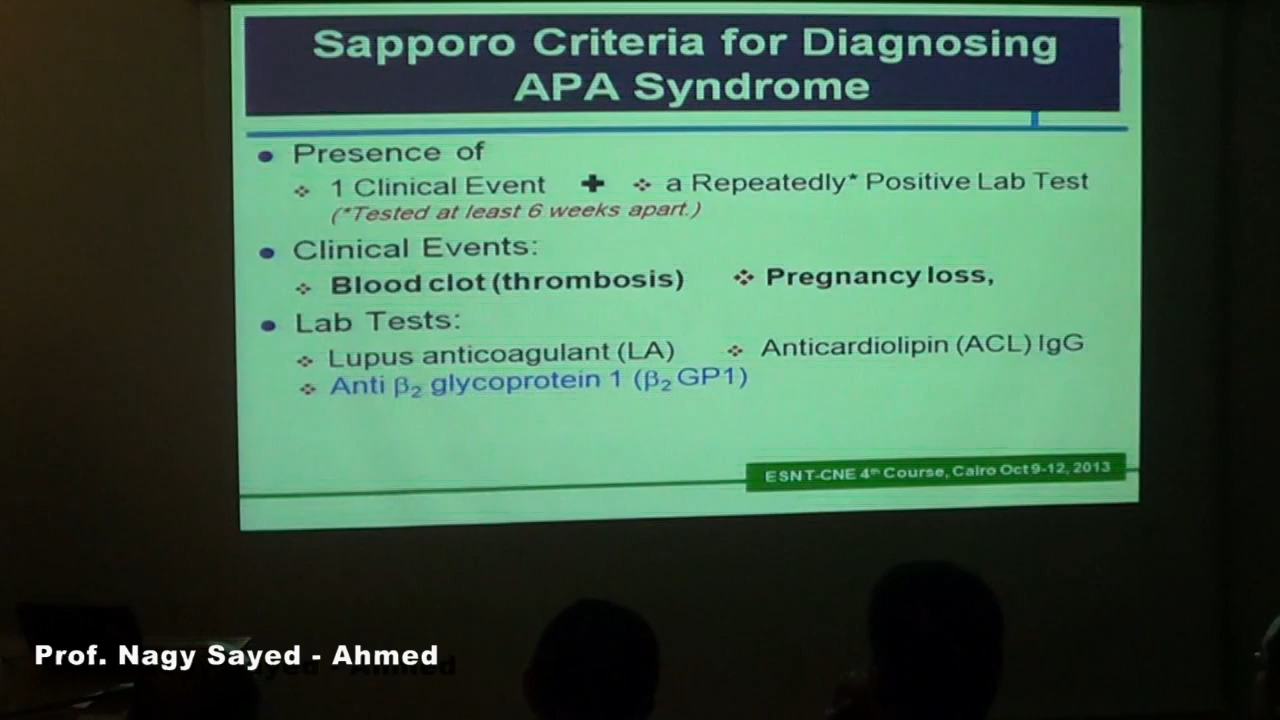 Sapporo Criteria for Diagnosing
APA Syndrome
• Presence of
❖ 1 Clinical Event ✚ ❖ a Repeatedly* Positive Lab Test
(*Tested at least 6 weeks apart.)
• Clinical Events:
❖ Blood clot (thrombosis) ❖ Pregnancy loss,
• Lab Tests:
❖ Lupus anticoagulant (LA) ❖ Anticardiolipin (ACL) IgG
❖ Anti β₂ glycoprotein 1 (β₂ GP1)
ESNT-CNE 4th Course, Cairo Oct 9-12, 2013
Prof. Nagy Sayed - Ahmed